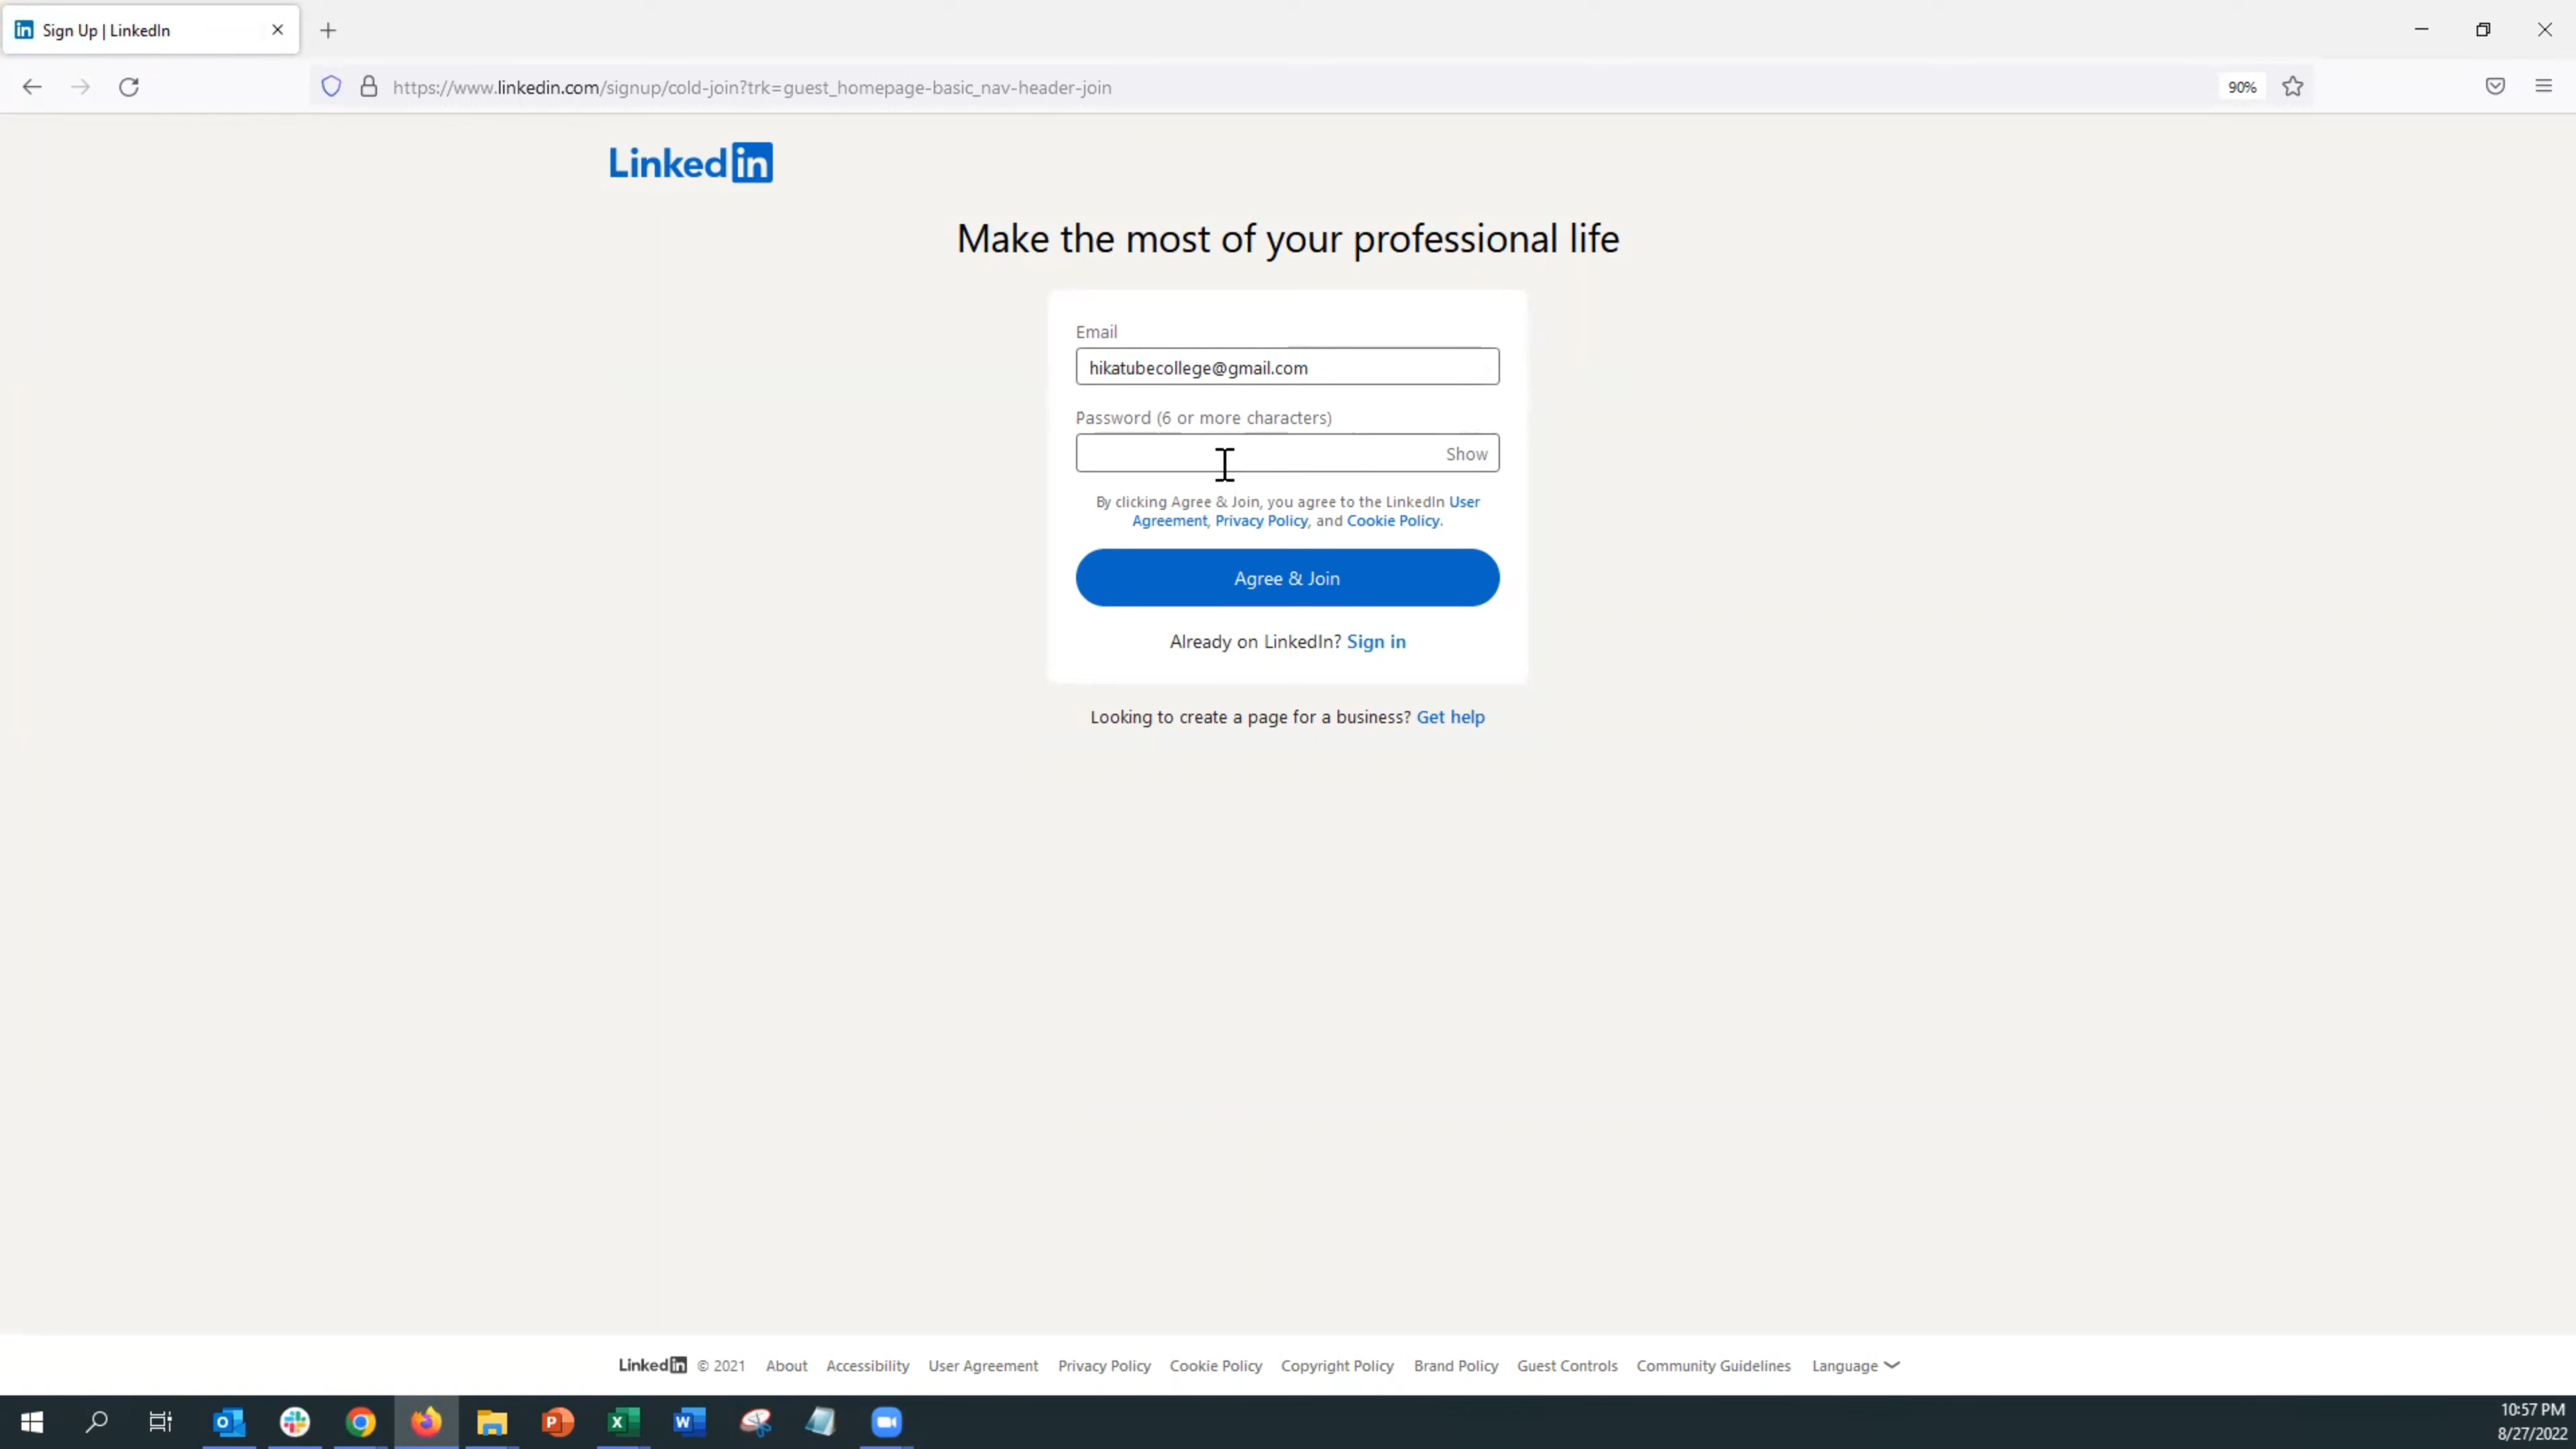 Sign Up | LinkedIn
https://www.linkedin.com/signup/cold-join?trk=guest_homepage-basic_nav-header-join
90%
Linked in
Make the most of your professional life
Email
hikatubecollege@gmail.com
Password (6 or more characters)
Show
By clicking Agree & Join, you agree to the LinkedIn User
Agreement, Privacy Policy, and Cookie Policy.
Agree & Join
Already on LinkedIn? Sign in
Looking to create a page for a business? Get help
Linked in © 2021 About Accessibility User Agreement Privacy Policy Cookie Policy Copyright Policy Brand Policy Guest Controls Community Guidelines Language
10:57 PM
8/27/2022